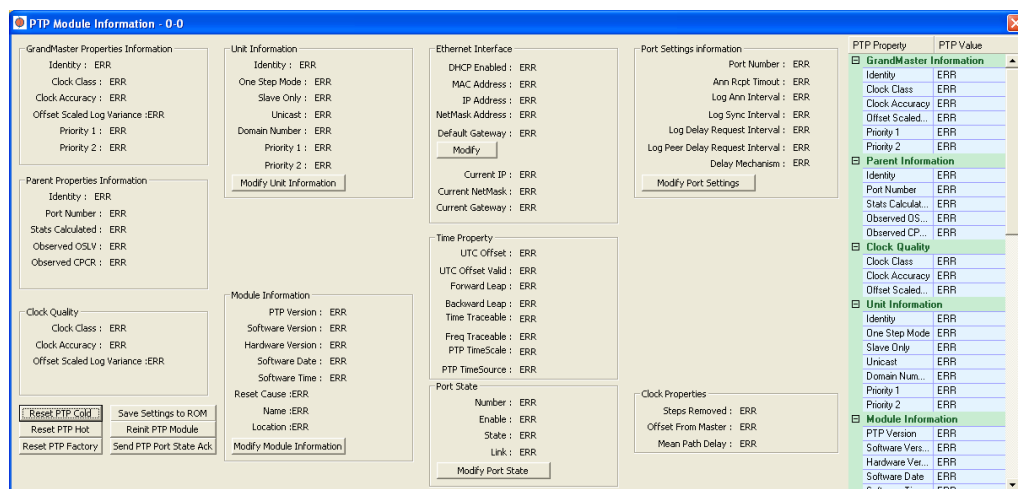 PTP Module Information - 0-0
GrandMaster Properties Information
Identity : ERR
Clock Class : ERR
Clock Accuracy : ERR
Offset Scaled Log Variance :ERR
Priority 1 : ERR
Priority 2 : ERR
Parent Properties Information
Identity : ERR
Port Number : ERR
Stats Calculated : ERR
Observed OSLV : ERR
Observed CPCR : ERR
Clock Quality
Clock Class : ERR
Clock Accuracy : ERR
Offset Scaled Log Variance :ERR
Reset PTP Cold Save Settings to ROM
Reset PTP Hot Reinit PTP Module
Reset PTP Factory Send PTP Port State Ack
Unit Information
Identity : ERR
One Step Mode : ERR
Slave Only : ERR
Unicast : ERR
Domain Number : ERR
Priority 1 : ERR
Priority 2 : ERR
Modify Unit Information
Module Information
PTP Version : ERR
Software Version : ERR
Hardware Version : ERR
Software Date : ERR
Software Time : ERR
Reset Cause :ERR
Name :ERR
Location :ERR
Modify Module Information
Ethernet Interface
DHCP Enabled : ERR
MAC Address : ERR
IP Address : ERR
NetMask Address : ERR
Default Gateway : ERR
Modify
Current IP : ERR
Current NetMask : ERR
Current Gateway : ERR
Time Property
UTC Offset : ERR
UTC Offset Valid : ERR
Forward Leap : ERR
Backward Leap : ERR
Time Traceable : ERR
Freq Traceable : ERR
PTP TimeScale : ERR
PTP TimeSource : ERR
Port State
Number : ERR
Enable : ERR
State : ERR
Link : ERR
Modify Port State
Port Settings information
Port Number : ERR
Ann Rcpt Timout : ERR
Log Ann Interval : ERR
Log Sync Interval : ERR
Log Delay Request Interval : ERR
Log Peer Delay Request Interval : ERR
Delay Mechanism : ERR
Modify Port Settings
Clock Properties
Steps Removed : ERR
Offset From Master : ERR
Mean Path Delay : ERR
PTP Property PTP Value
GrandMaster Information
Identity ERR
Clock Class ERR
Clock Accuracy ERR
Offset Scaled... ERR
Priority 1 ERR
Priority 2 ERR
Parent Information
Identity ERR
Port Number ERR
Stats Calculat... ERR
Observed OS... ERR
Observed CP... ERR
Clock Quality
Clock Class ERR
Clock Accuracy ERR
Offset Scaled... ERR
Unit Information
Identity ERR
One Step Mode ERR
Slave Only ERR
Unicast ERR
Domain Num... ERR
Priority 1 ERR
Priority 2 ERR
Module Information
PTP Version ERR
Software Vers... ERR
Hardware Ver... ERR
Software Date ERR